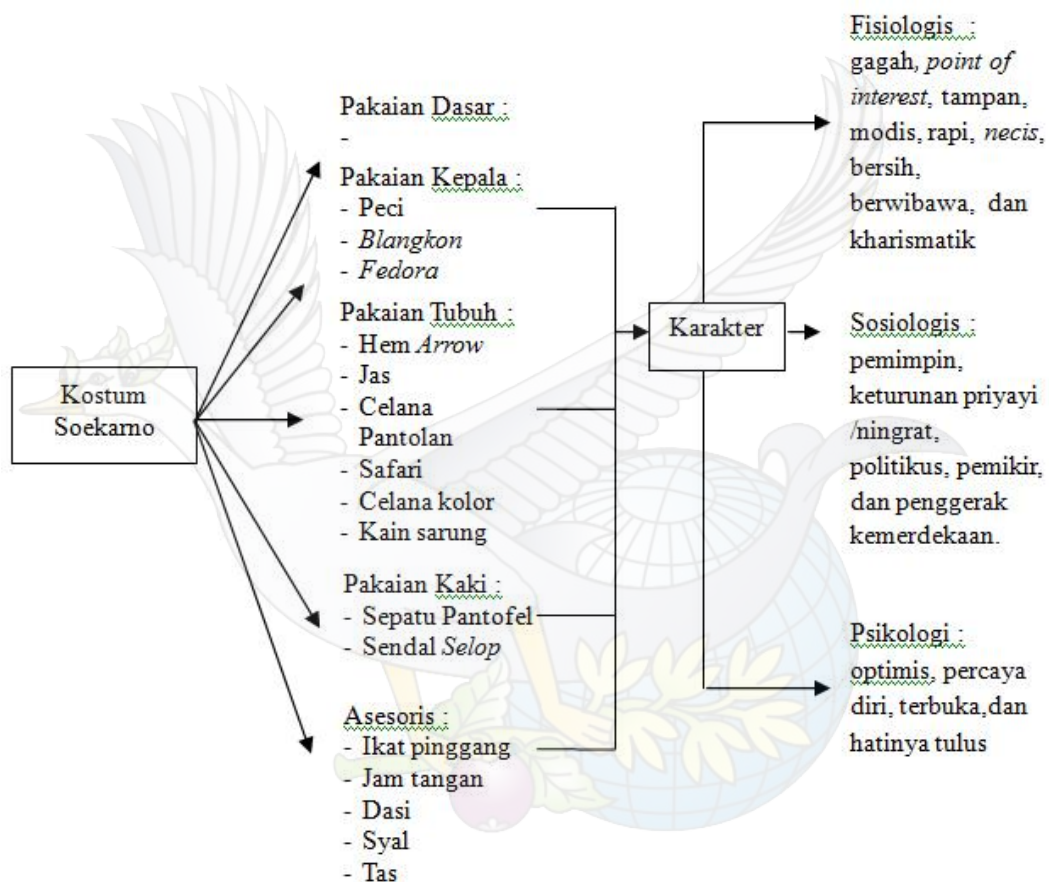 Kostum
Soekarno
Pakaian Dasar :
-
Pakaian Kepala :
- Peci
- Blangkon
- Fedora
Pakaian Tubuh :
- Hem Arrow
- Jas
- Celana
Pantolan
- Safari
- Celana kolor
- Kain sarung
Pakaian Kaki :
- Sepatu Pantofel
- Sendal Selop
Asesoris :
- Ikat pinggang
- Jam tangan
- Dasi
- Syal
- Tas
Karakter
Fisiologis :
gagah, point of
interest, tampan,
modis, rapi, necis,
bersih,
berwibawa, dan
kharismatik
Sosiologis :
pemimpin,
keturunan priyayi
/ningrat,
politikus, pemikir,
dan penggerak
kemerdekaan.
Psikologi :
optimis, percaya
diri, terbuka,dan
hatinya tulus